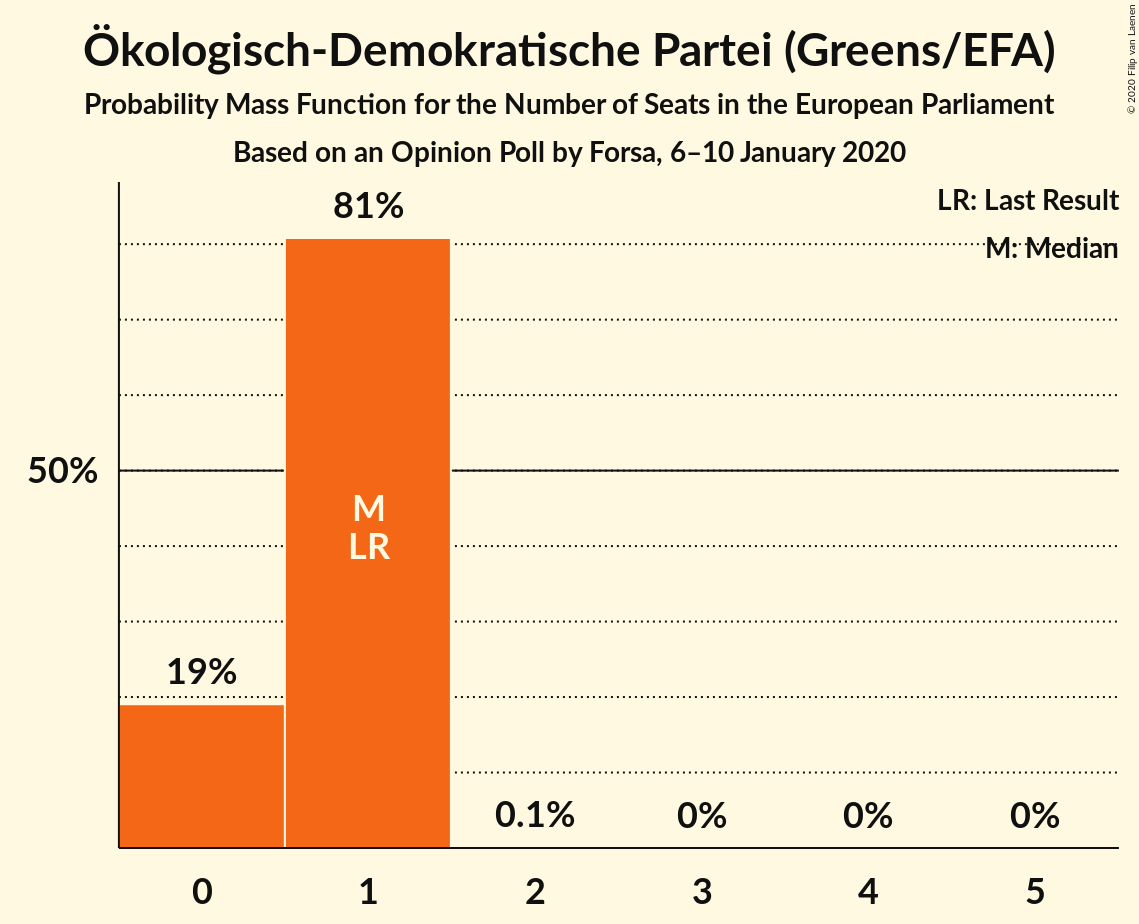 Ökologisch-Demokratische Partei (Greens/EFA)
Probability Mass Function for the Number of Seats in the European Parliament
Based on an Opinion Poll by Forsa, 6–10 January 2020
© 2020 Filip van Laenen
LR: Last Result
M: Median
81%
50%
M
LR
19%
0.1%
0%
0%
0%
0
1
2
3
4
5